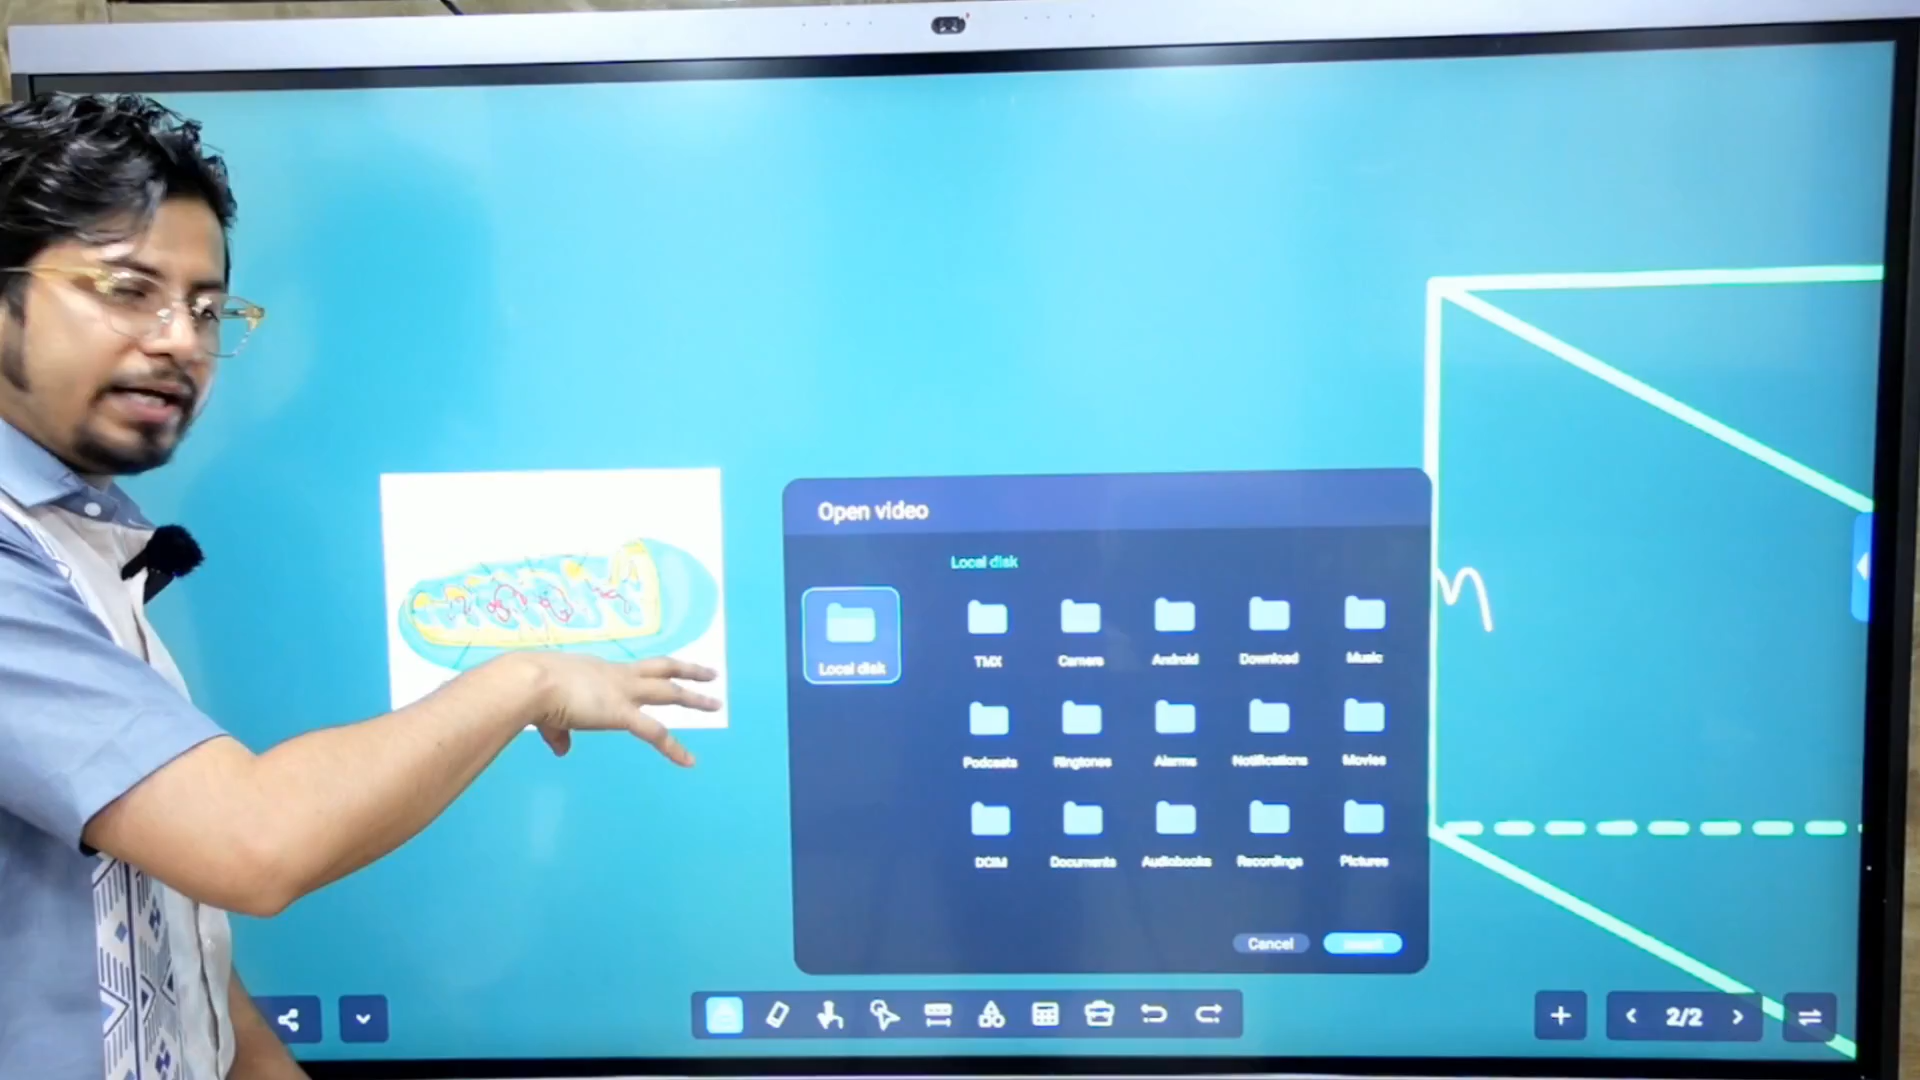 Open video
Local disk
Local disk
TMX Camera Android Download Music
Podcasts Ringtones Alarms Notifications Movies
DCIM Documents Audiobooks Recordings Pictures
Cancel
2/2